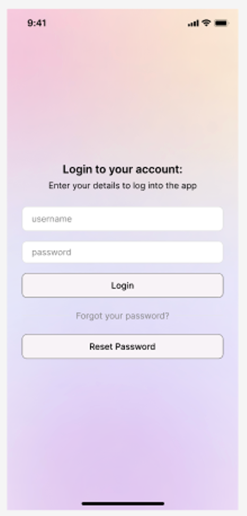 9:41
Login to your account:
Enter your details to log into the app
username
password
Login
Forgot your password?
Reset Password